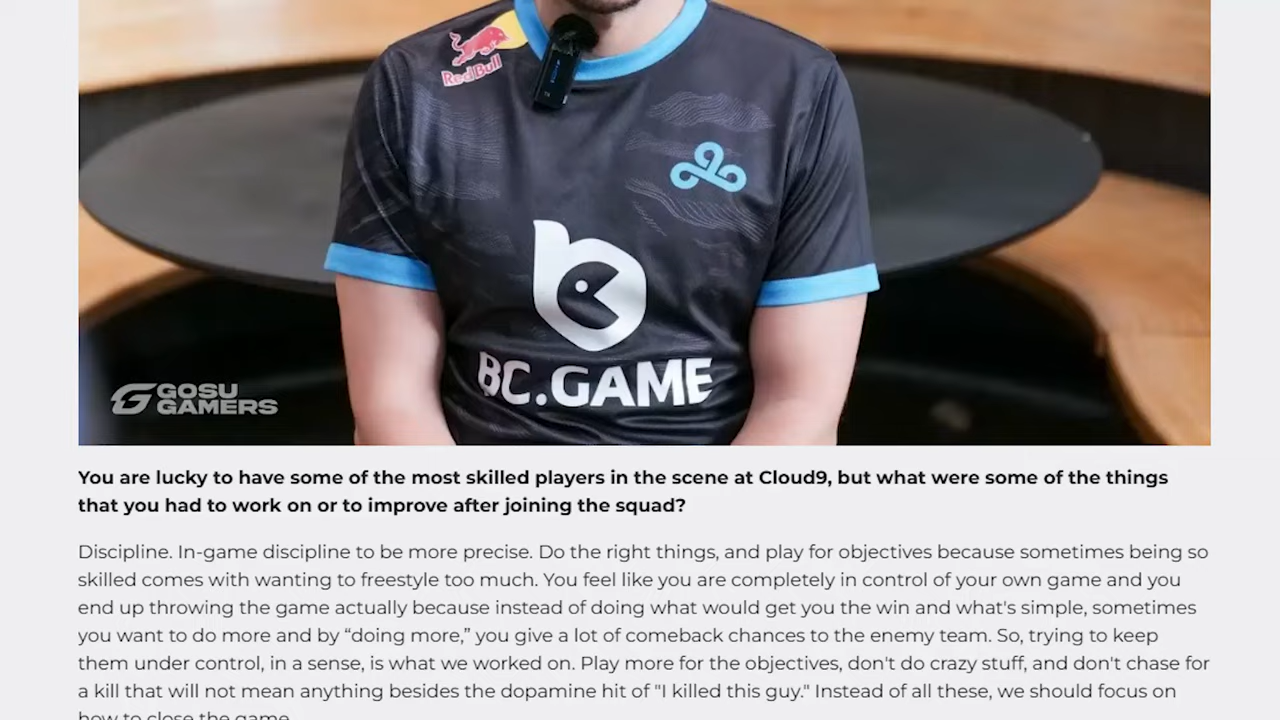 Red Bull
BC.GAME
GOSU
GAMERS
You are lucky to have some of the most skilled players in the scene at Cloud9, but what were some of the things
that you had to work on or to improve after joining the squad?
Discipline. In-game discipline to be more precise. Do the right things, and play for objectives because sometimes being so
skilled comes with wanting to freestyle too much. You feel like you are completely in control of your own game and you
end up throwing the game actually because instead of doing what would get you the win and what's simple, sometimes
you want to do more and by “doing more,” you give a lot of comeback chances to the enemy team. So, trying to keep
them under control, in a sense, is what we worked on. Play more for the objectives, don't do crazy stuff, and don't chase for
a kill that will not mean anything besides the dopamine hit of "I killed this guy." Instead of all these, we should focus on
how to close the game.